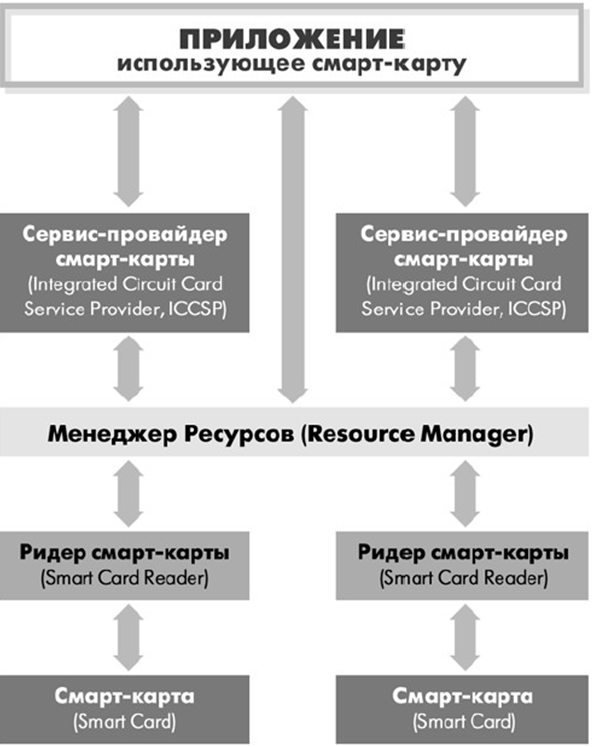 ПРИЛОЖЕНИЕ
использующее смарт-карту
Сервис-провайдер
смарт-карты
(Integrated Circuit Card
Service Provider, ICCSP)
Сервис-провайдер
смарт-карты
(Integrated Circuit Card
Service Provider, ICCSP)
Менеджер Ресурсов (Resource Manager)
Ридер смарт-карты
(Smart Card Reader)
Ридер смарт-карты
(Smart Card Reader)
Смарт-карта
(Smart Card)
Смарт-карта
(Smart Card)